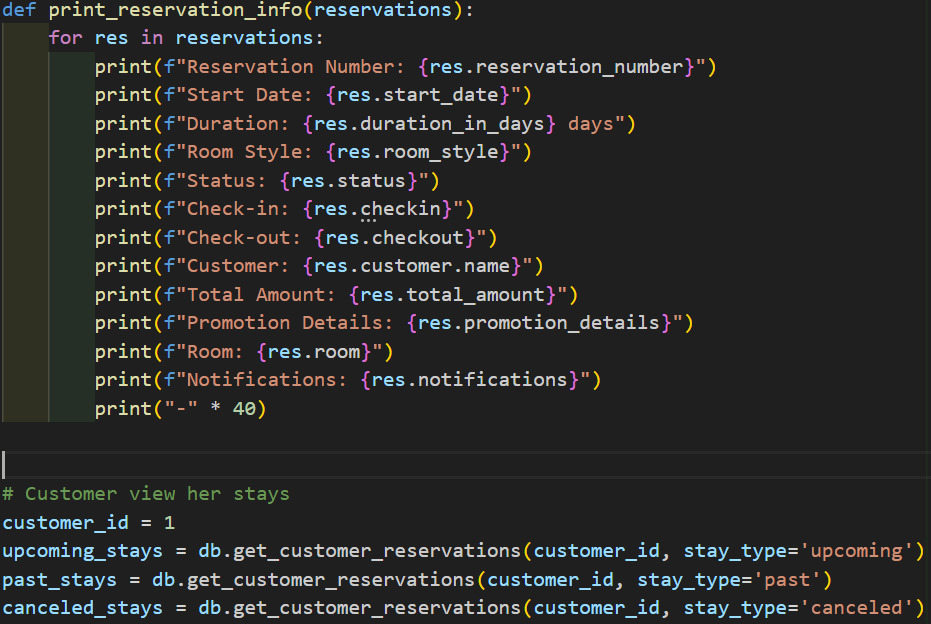 def print_reservation_info(reservations):
    for res in reservations:
        print(f"Reservation Number: {res.reservation_number}")
        print(f"Start Date: {res.start_date}")
        print(f"Duration: {res.duration_in_days} days")
        print(f"Room Style: {res.room_style}")
        print(f"Status: {res.status}")
        print(f"Check-in: {res.checkin}")
        print(f"Check-out: {res.checkout}")
        print(f"Customer: {res.customer.name}")
        print(f"Total Amount: {res.total_amount}")
        print(f"Promotion Details: {res.promotion_details}")
        print(f"Room: {res.room}")
        print(f"Notifications: {res.notifications}")
        print("-" * 40)

# Customer view her stays
customer_id = 1
upcoming_stays = db.get_customer_reservations(customer_id, stay_type='upcoming')
past_stays = db.get_customer_reservations(customer_id, stay_type='past')
canceled_stays = db.get_customer_reservations(customer_id, stay_type='canceled')